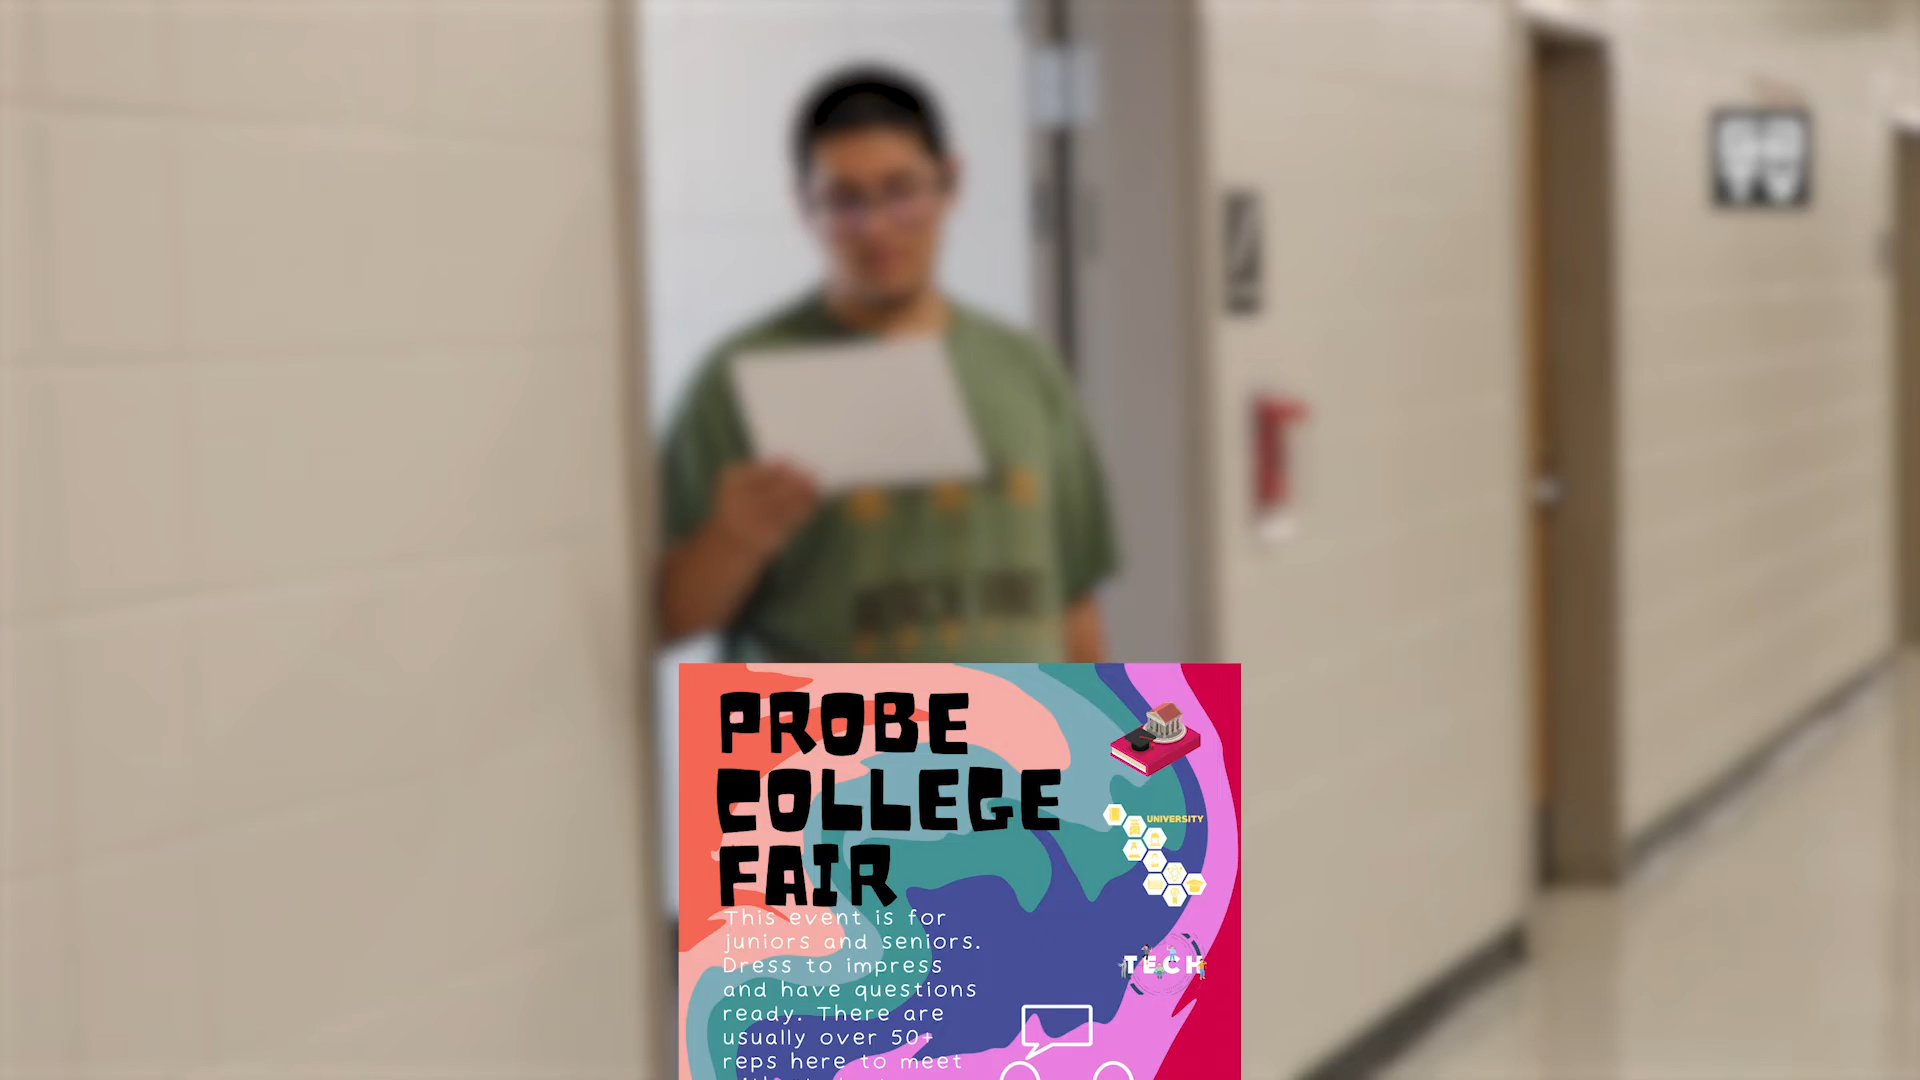 PROBE
COLLEGE
FAIR
This event is for
juniors and seniors.
Dress to impress
and have questions
ready. There are
usually over 50+
reps here to meet
UNIVERSITY
TECH